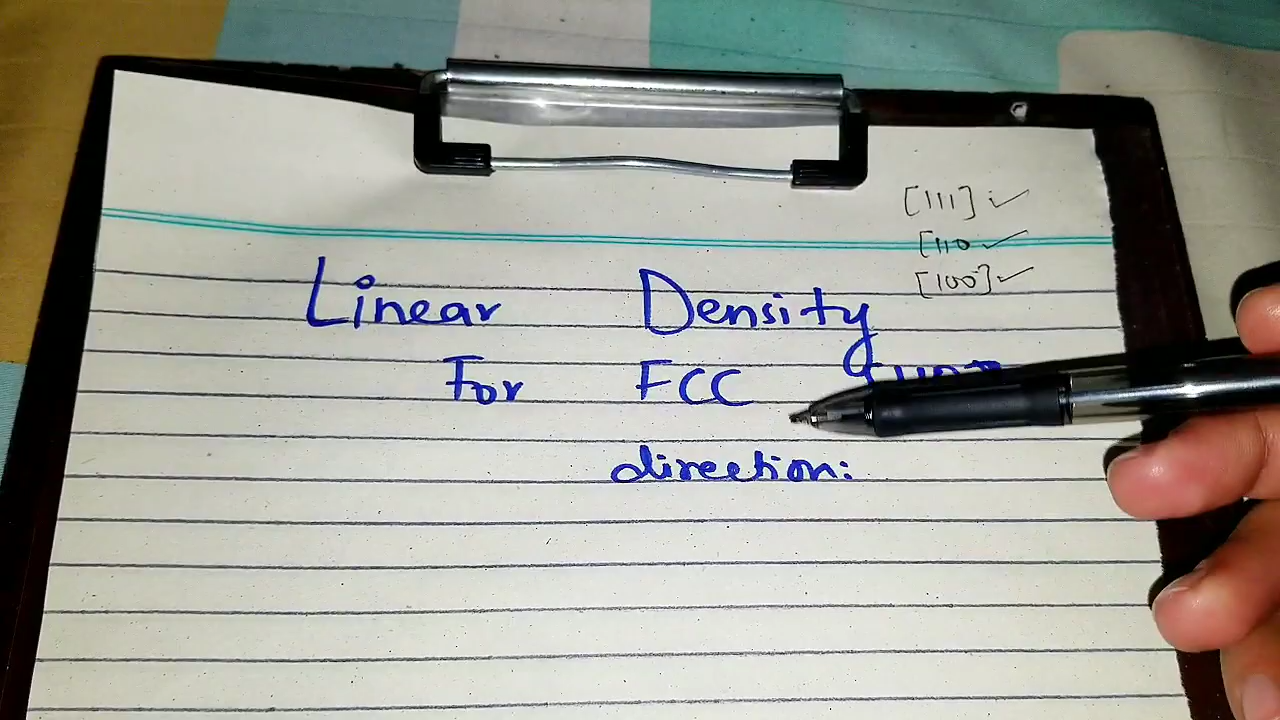 [111] ✓
[110 ✓
[100] ✓
Linear Density
For FCC
direction: